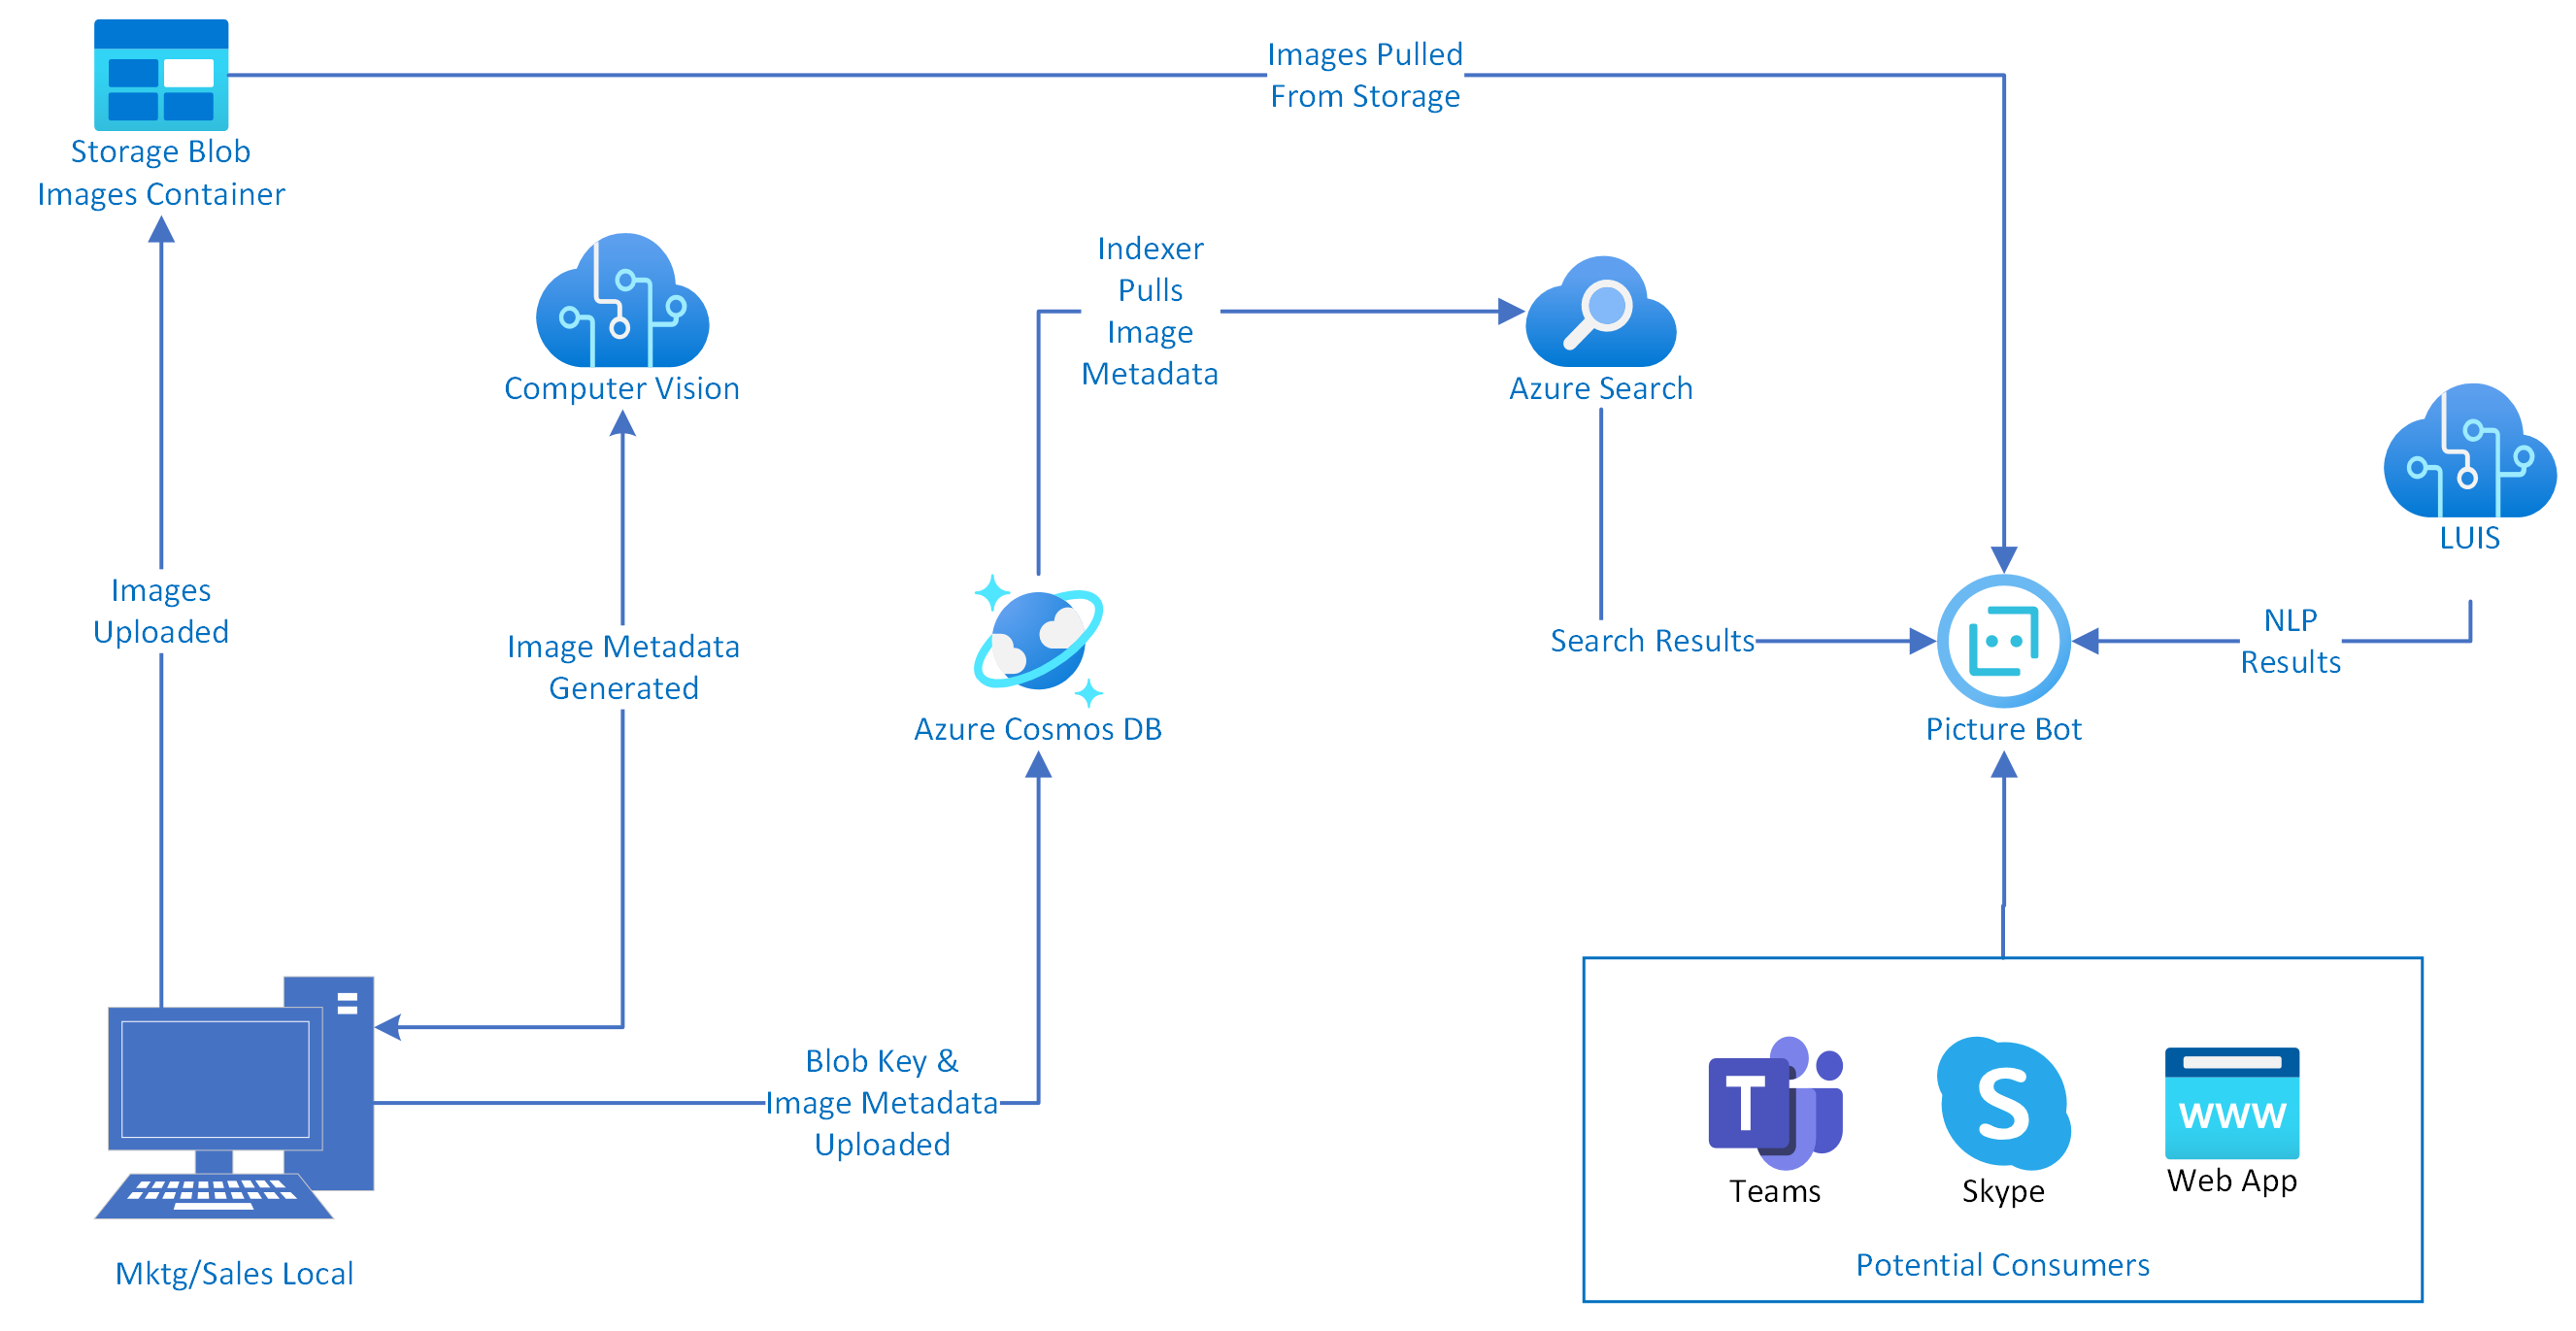 Images Pulled
From Storage
Storage Blob
Images Container
Indexer
Pulls
Image
Metadata
Computer Vision
Azure Search
LUIS
Images
Uploaded
Image Metadata
Generated
Search Results
NLP
Results
Azure Cosmos DB
Picture Bot
Blob Key &
Image Metadata
Uploaded
T
S
www
Teams
Skype
Web App
Mktg/Sales Local
Potential Consumers